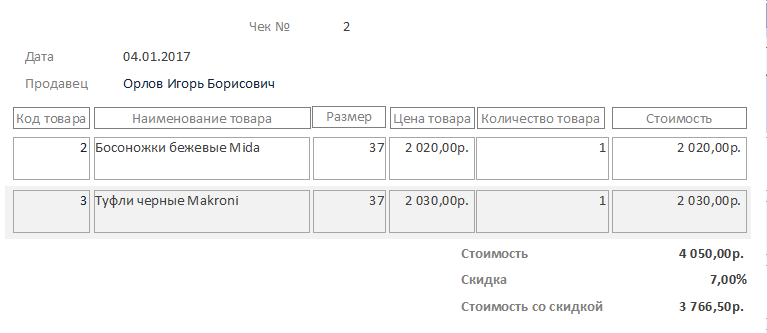 Чек № 2
Дата 04.01.2017
Продавец Орлов Игорь Борисович
Код товара Наименование товара Размер Цена товара Количество товара Стоимость
2 Босоножки бежевые Mida 37 2 020,00р. 1 2 020,00р.
3 Туфли черные Makroni 37 2 030,00р. 1 2 030,00р.
Стоимость 4 050,00р.
Скидка 7,00%
Стоимость со скидкой 3 766,50р.